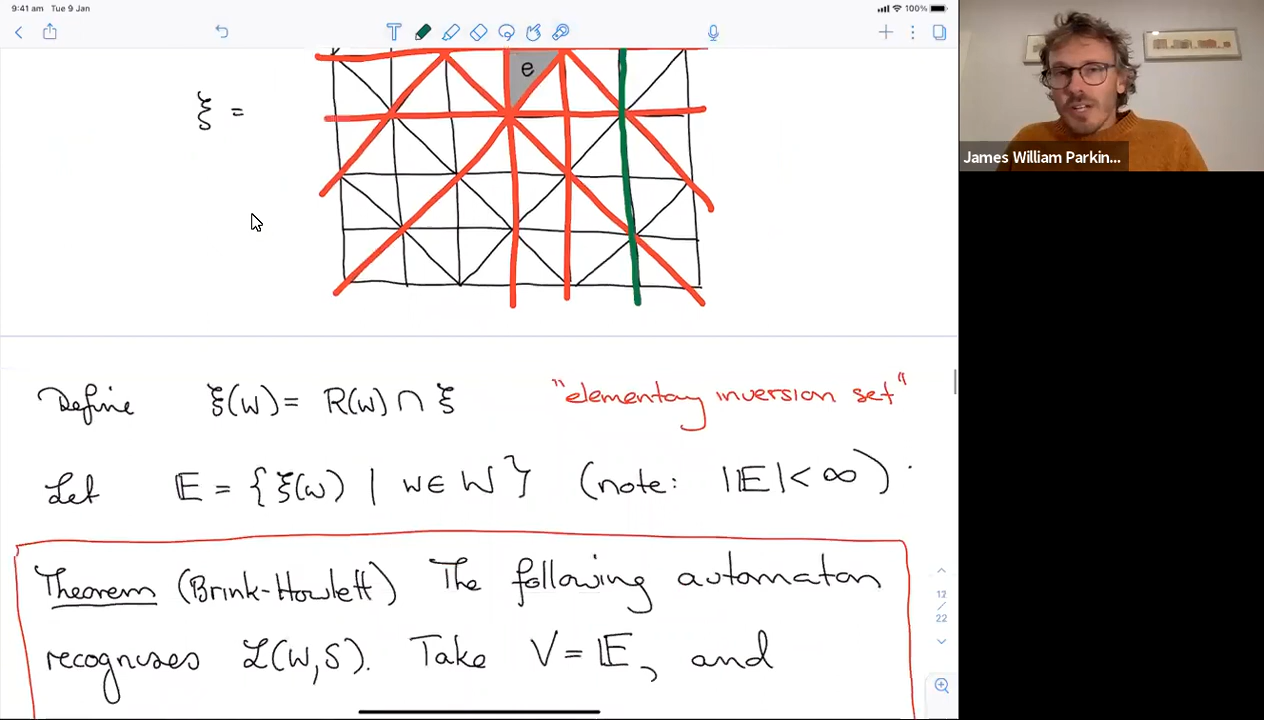 9:41 am Tue 9 Jan
100%
e
ξ =
Define ξ(w) = R(w) ∩ ξ "elementary inversion set"
Let 𝔼 = { ξ(w) | w ∈ W } (note: |𝔼| < ∞)
Theorem (Brink-Howlett) The following automaton
recognises ℒ(W,S). Take V = 𝔼, and
12
/
22
James William Parkin...